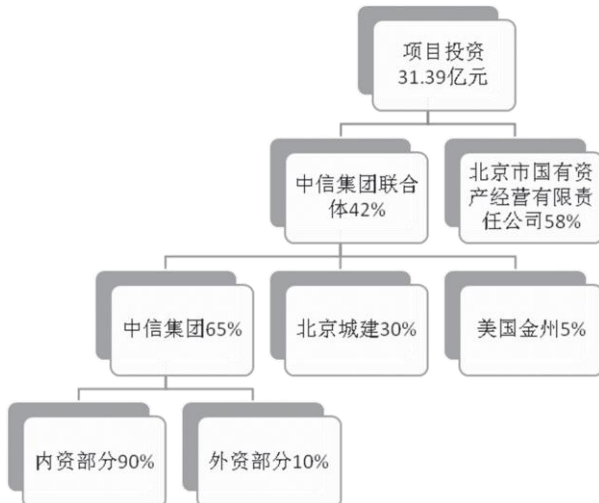 项目投资
31.39亿元
中信集团联合
体42%
北京市国有资
产经营有限责
任公司58%
中信集团65%
北京城建30%
美国金州5%
内资部分90%
外资部分10%